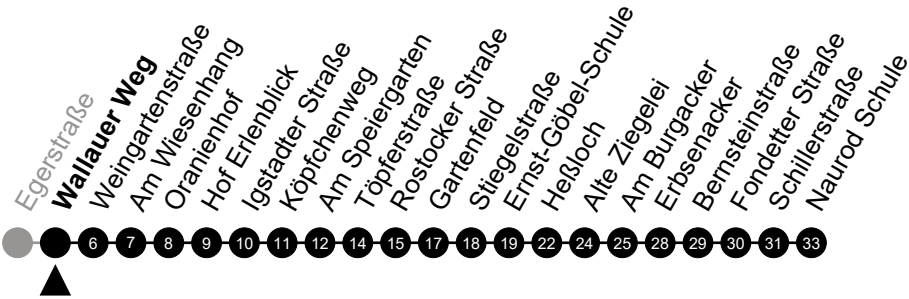 Egerstraße
Wallauer Weg
Weingartenstraße
Am Wiesenhang
Oranienhof
Hof Erlenblick
Igstadter Straße
Köpfchenweg
Am Speiergarten
Töpferstraße
Rostocker Straße
Gartenfeld
Stiegelstraße
Ernst-Göbel-Schule
Heßloch
Alte Ziegelei
Am Burgacker
Erbsenacker
Bernsteinstraße
Fondetter Straße
Schillerstraße
Naurod Schule
6 7 8 9 10 11 12 14 15 17 18 19 22 24 25 28 29 30 31 33